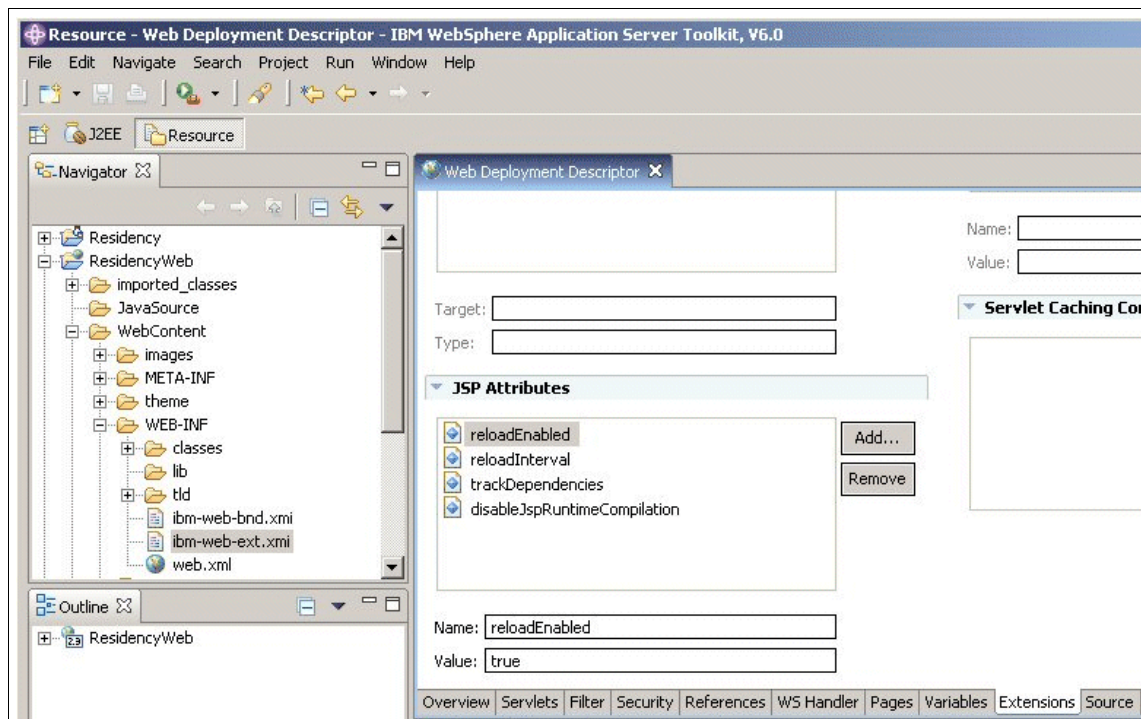 Resource - Web Deployment Descriptor - IBM WebSphere Application Server Toolkit, V6.0
File Edit Navigate Search Project Run Window Help
J2EE Resource
Navigator
Residency
ResidencyWeb
imported_classes
JavaSource
WebContent
images
META-INF
theme
WEB-INF
classes
lib
tld
ibm-web-bnd.xmi
ibm-web-ext.xmi
web.xml
Outline
2.3 ResidencyWeb
Web Deployment Descriptor
Target:
Type:
JSP Attributes
reloadEnabled
reloadInterval
trackDependencies
disableJspRuntimeCompilation
Add...
Remove
Name: reloadEnabled
Value: true
Name:
Value:
Servlet Caching Co
Overview Servlets Filter Security References WS Handler Pages Variables Extensions Source